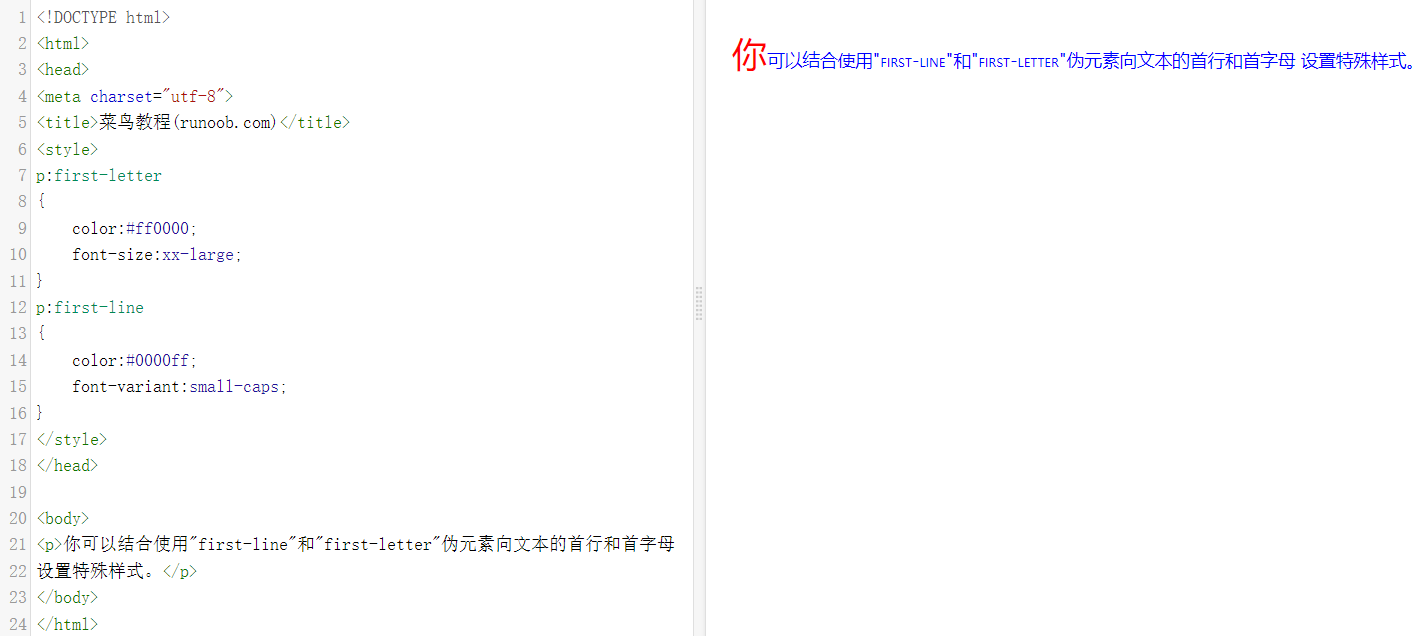 1 <!DOCTYPE html>
2 <html>
3 <head>
4 <meta charset="utf-8">
5 <title>菜鸟教程(runoob.com)</title>
6 <style>
7 p:first-letter
8 {
9     color:#ff0000;
10     font-size:xx-large;
11 }
12 p:first-line
13 {
14     color:#0000ff;
15     font-variant:small-caps;
16 }
17 </style>
18 </head>
19
20 <body>
21 <p>你可以结合使用"first-line"和"first-letter"伪元素向文本的首行和首字母
22 设置特殊样式。</p>
23 </body>
24 </html>
你可以结合使用"FIRST-LINE"和"FIRST-LETTER"伪元素向文本的首行和首字母 设置特殊样式。